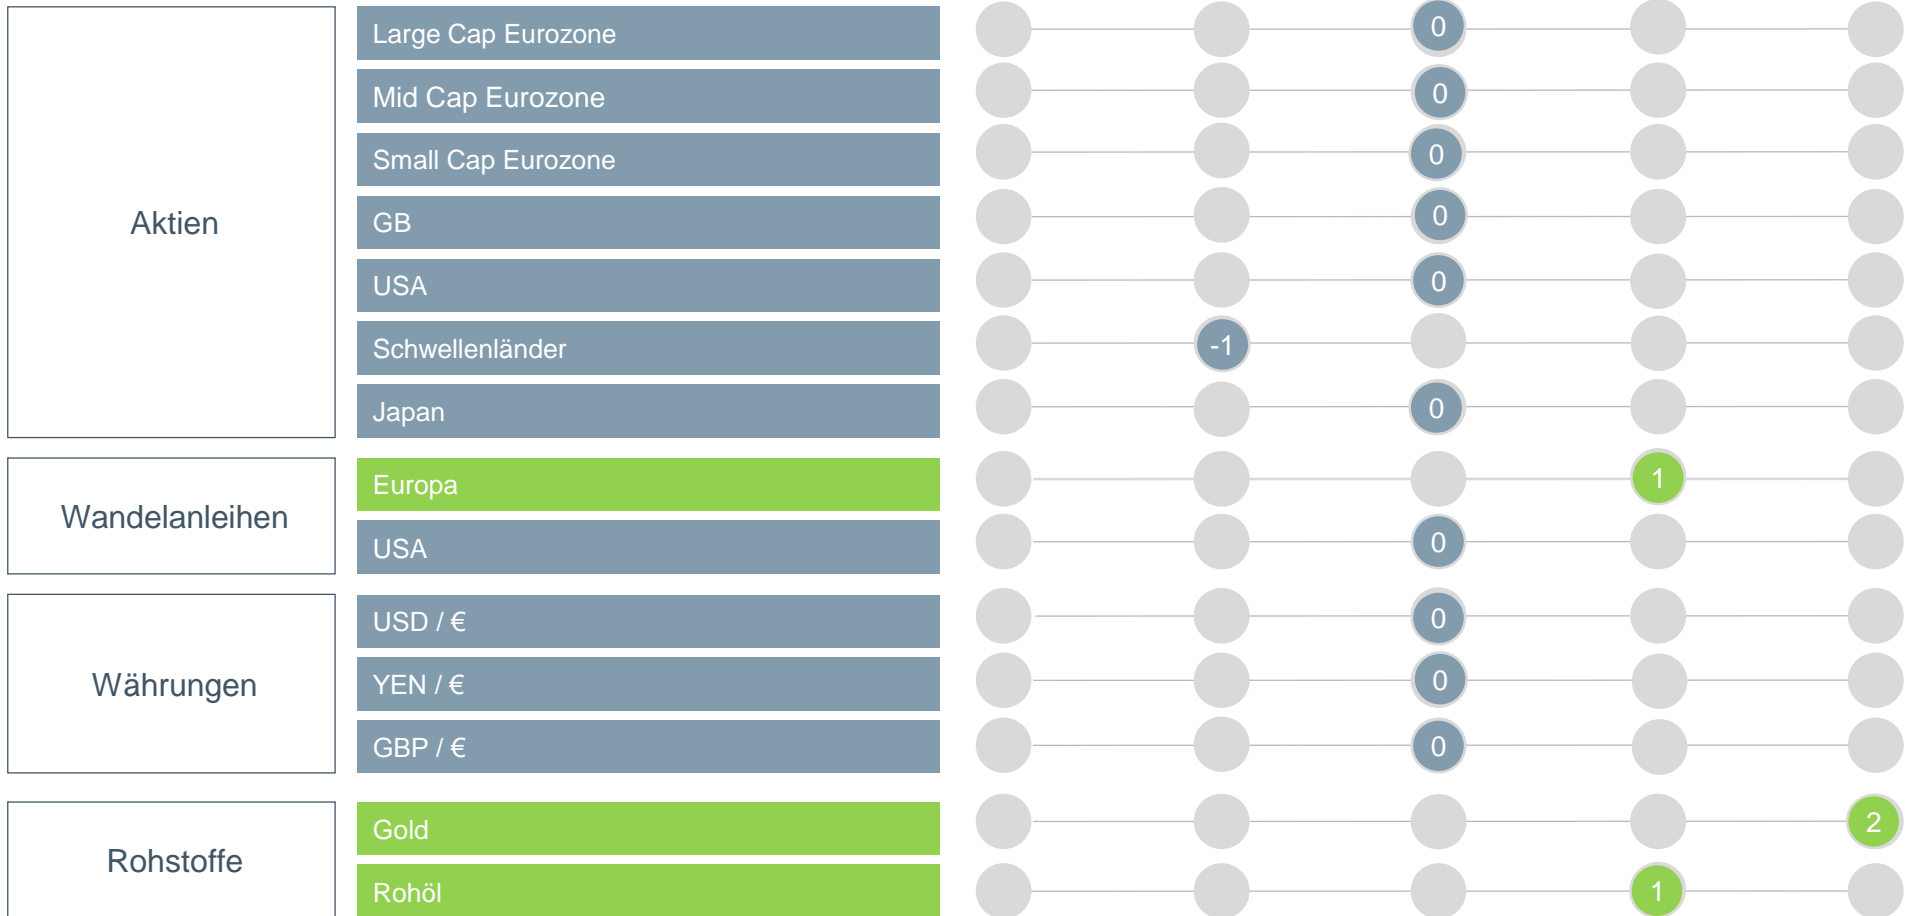 Aktien
Large Cap Eurozone 0
Mid Cap Eurozone 0
Small Cap Eurozone 0
GB 0
USA 0
Schwellenländer -1
Japan 0
Wandelanleihen
Europa 1
USA 0
Währungen
USD / € 0
YEN / € 0
GBP / € 0
Rohstoffe
Gold 2
Rohöl 1